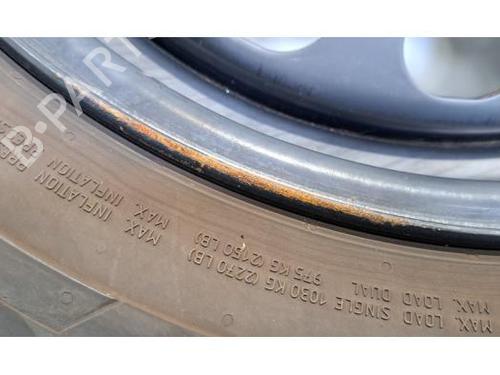 MAX. LOAD SINGLE 1030 KG (2270 LB)
MAX. LOAD DUAL 975 KG (2150 LB)
MAX. INFLATION
MAX. INFLATION
B-PARTS